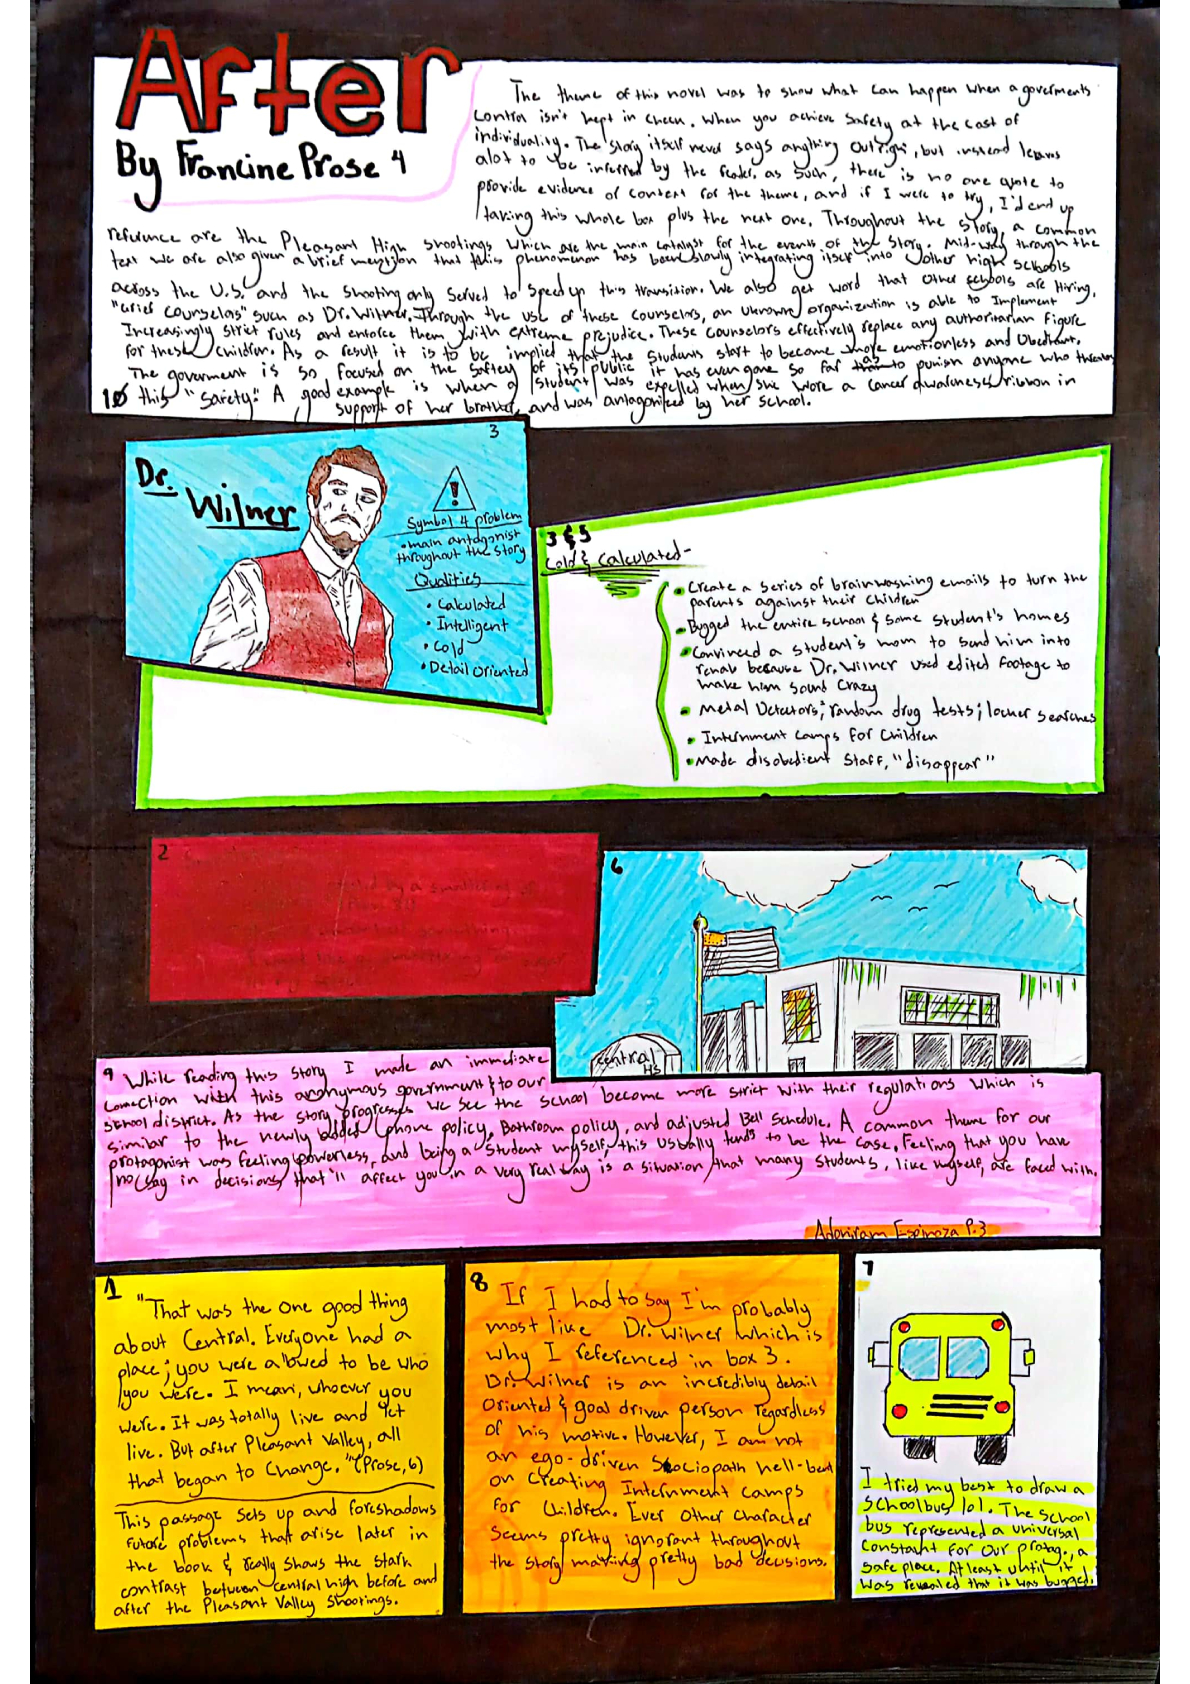 After
By Francine Prose 4
The theme of this novel was to show what can happen when a goverments
Contra isn't kept in check. When you achieve Safety at the cost of
individuality. The story itself never says anything outrigh, but instead leaves
alot to be inferred by the reader, as such, there is no one quote to
provide evidence of context for the theme, and if I were to try, I'd end up
taking this whole box plus the next one. Throughout the story, a common
refurence are the Pleasant High shootings which are the main catalyst for the events of the story. Mid-way through the
text we are also given a brief mention that this phenomenon has been slowly integrating itself into other high schools
across the U.S. and the shooting only served to speed up this transition. We also get word that other schools are Hiring,
"Grief counselas" such as Dr. Wilner. Through the use of these counselors, an uknown organization is able to Implement
Increasingly strict rules and enforce them with extreme prejudice. These Counselors effectively replace any authoritarian figure
for these children. As a result it is to be implied that the students start to become more emotionless and Obedient.
The goverment is so focused on the Saftey of its public it has even gone so far as to punish anyone who threaten
10 this "safety." A good example is when a student was expelled when she wore a cancer awareness ribbon in
support of her brother, and was antagonized by her school.
3
Dr.
Wilner
!
Symbol 4 problem
• main antagonist
throughout the story
Qualities
• Calculated
• Intelligent
• Cold
• Detail Oriented
3 & 5
Cold & Calculated-
• Create a series of brainwashing emails to turn the
parents against their children
• Bugged the entire school & some student's homes
• Convinced a student's mom to send him into
rehab because Dr. Wilner used edited footage to
make him sound crazy
• Metal Detectors; random drug tests; locker searches
• Internment camps for children
• Made disobedient staff, "disappear"
2
6
Central
HS
9 While reading this story I made an immediate
connection with this anonymous government & to our
school district. As the story progresses we see the school become more strict with their regulations which is
similar to the newly added phone policy, Bathroom policy, and adjusted Bell Schedule. A common theme for our
protagonist was feeling powerless, and being a student myself, this usually tends to be the case. Feeling that you have
no say in decisions that'll affect you in a very real way is a situation that many students, like myself, are faced with.
Adoniram Espinoza P.3
1 "That was the one good thing
about Central. Everyone had a
place; you were allowed to be who
you were. I mean, whoever you
were. It was totally live and let
live. But after Pleasant Valley, all
that began to change." (Prose, 6)
This passage sets up and foreshadows
future problems that arise later in
the book & really shows the stark
contrast between central high before and
after the Pleasant Valley Shootings.
8 If I had to say I'm probably
most like Dr. Wilner which is
why I referenced in box 3.
Dr. Wilner is an incredibly detail
oriented & goal driven person regardless
of his motive. However, I am not
an ego-driven Sociopath hell-bent
on creating Internment camps
for children. Ever other character
seems pretty ignorant throughout
the story making pretty bad decisions.
7
I tried my best to draw a
schoolbus lol. The school
bus represented a universal
constant for our protag., a
safe place. At least until it
was revealed that it was bugged.